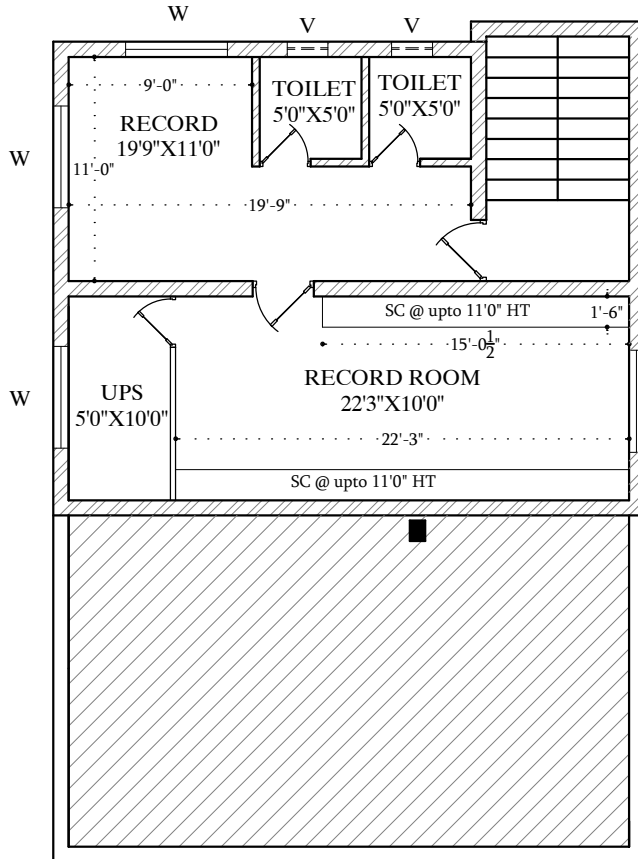 W
V V
9'-0"
TOILET
5'0"X5'0"
TOILET
5'0"X5'0"
RECORD
19'9"X11'0"
W
11'-0"
19'-9"
SC @ upto 11'0" HT
1'-6"
15'-0½"
RECORD ROOM
22'3"X10'0"
UPS
5'0"X10'0"
W
22'-3"
SC @ upto 11'0" HT